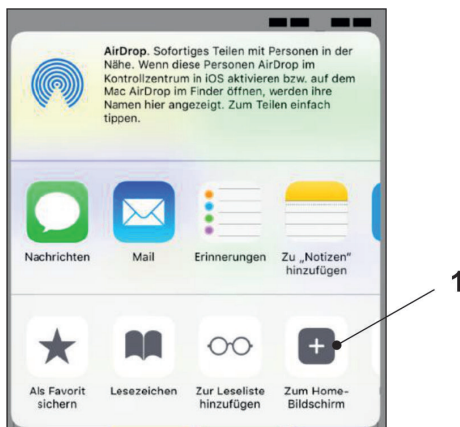 AirDrop. Sofortiges Teilen mit Personen in der
Nähe. Wenn diese Personen AirDrop im
Kontrollzentrum in iOS aktivieren bzw. auf dem
Mac AirDrop im Finder öffnen, werden ihre
Namen hier angezeigt. Zum Teilen einfach
tippen.
Nachrichten
Mail
Erinnerungen
Zu „Notizen"
hinzufügen
1
Als Favorit
sichern
Lesezeichen
Zur Leseliste
hinzufügen
Zum Home-
Bildschirm